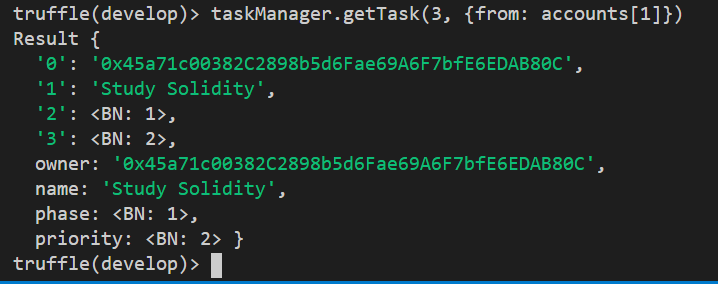 truffle(develop)> taskManager.getTask(3, {from: accounts[1]})
Result {
  '0': '0x45a71c00382C2898b5d6Fae69A6F7bfE6EDAB80C',
  '1': 'Study Solidity',
  '2': <BN: 1>,
  '3': <BN: 2>,
  owner: '0x45a71c00382C2898b5d6Fae69A6F7bfE6EDAB80C',
  name: 'Study Solidity',
  phase: <BN: 1>,
  priority: <BN: 2> }
truffle(develop)>